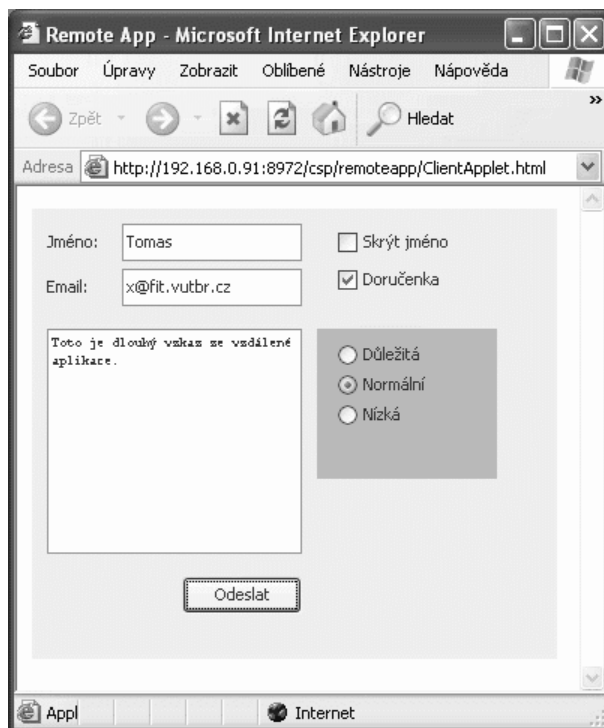 Remote App - Microsoft Internet Explorer
Soubor Úpravy Zobrazit Oblíbené Nástroje Nápověda
Zpět Hledat »
Adresa http://192.168.0.91:8972/csp/remoteapp/ClientApplet.html
Jméno: Tomas Skrýt jméno
Email: x@fit.vutbr.cz Doručenka
Toto je dlouhý vzkaz ze vzdálené
aplikace.
Důležitá
Normální
Nízká
Odeslat
Appl Internet